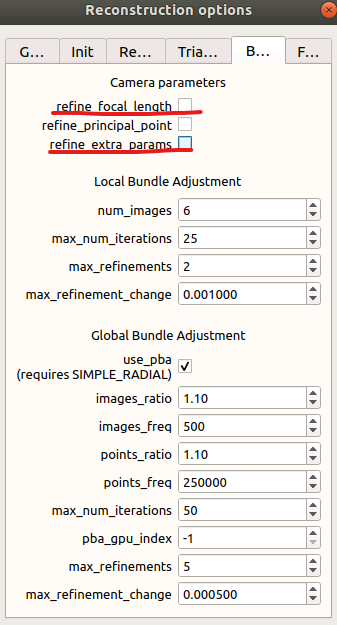 Reconstruction options
G... Init Re... Tria... B... F...
Camera parameters
refine_focal_length
refine_principal_point
refine_extra_params
Local Bundle Adjustment
num_images 6
max_num_iterations 25
max_refinements 2
max_refinement_change 0.001000
Global Bundle Adjustment
use_pba
(requires SIMPLE_RADIAL)
images_ratio 1.10
images_freq 500
points_ratio 1.10
points_freq 250000
max_num_iterations 50
pba_gpu_index -1
max_refinements 5
max_refinement_change 0.000500